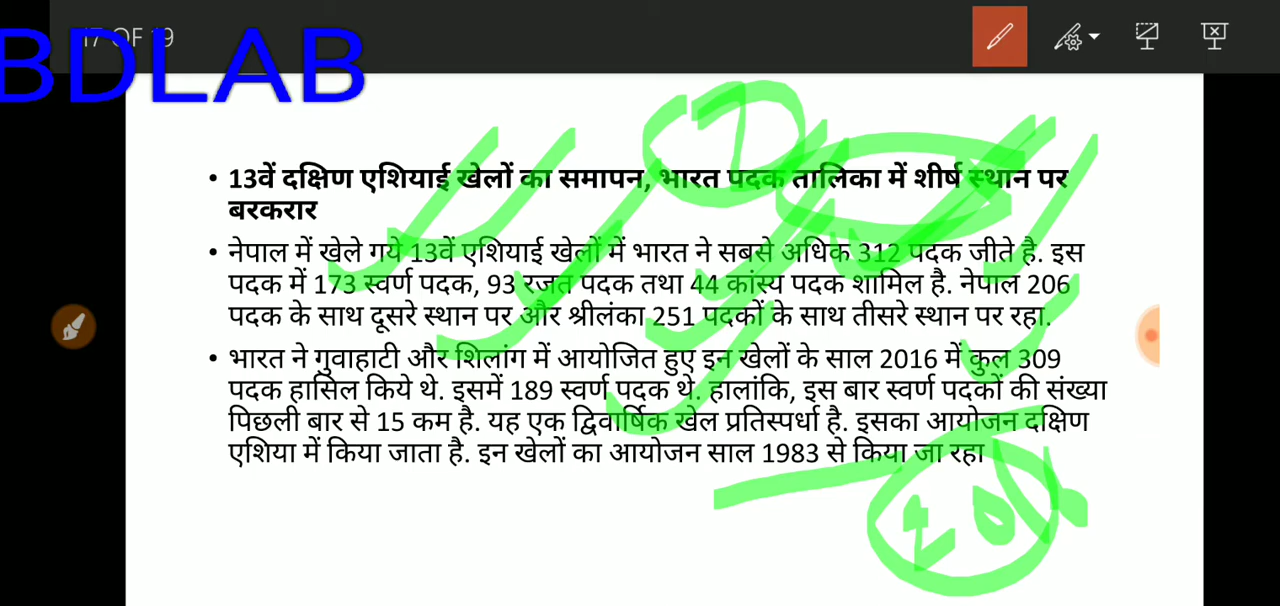 17 OF 19
BDLAB
• 13वें दक्षिण एशियाई खेलों का समापन, भारत पदक तालिका में शीर्ष स्थान पर
बरकरार
• नेपाल में खेले गये 13वें एशियाई खेलों में भारत ने सबसे अधिक 312 पदक जीते है. इस
पदक में 173 स्वर्ण पदक, 93 रजत पदक तथा 44 कांस्य पदक शामिल है. नेपाल 206
पदक के साथ दूसरे स्थान पर और श्रीलंका 251 पदकों के साथ तीसरे स्थान पर रहा.
• भारत ने गुवाहाटी और शिलांग में आयोजित हुए इन खेलों के साल 2016 में कुल 309
पदक हासिल किये थे. इसमें 189 स्वर्ण पदक थे. हालांकि, इस बार स्वर्ण पदकों की संख्या
पिछली बार से 15 कम है. यह एक द्विवार्षिक खेल प्रतिस्पर्धा है. इसका आयोजन दक्षिण
एशिया में किया जाता है. इन खेलों का आयोजन साल 1983 से किया जा रहा